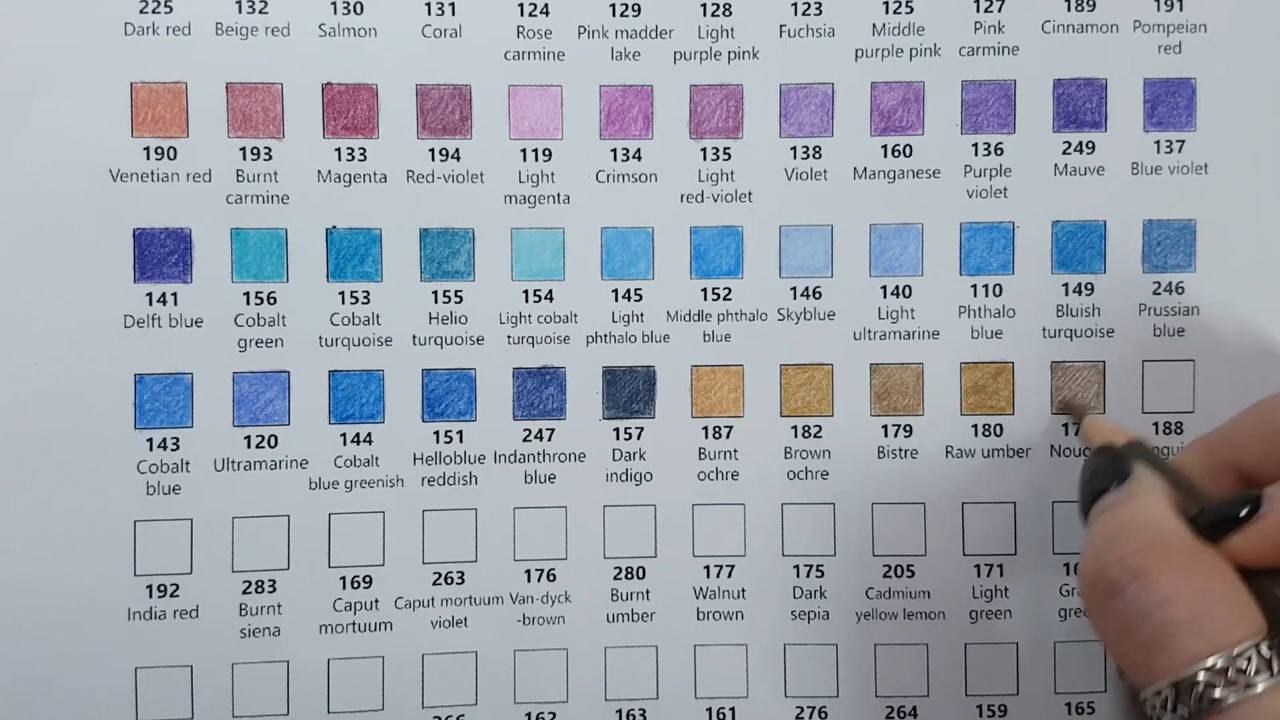 225 132 130 131 124 129 128 123 125 127 189 191
Dark red Beige red Salmon Coral Rose Pink madder Light Fuchsia Middle Pink Cinnamon Pompeian
carmine lake purple pink purple pink carmine red
190 193 133 194 119 134 135 138 160 136 249 137
Venetian red Burnt Magenta Red-violet Light Crimson Light Violet Manganese Purple Mauve Blue violet
carmine magenta red-violet violet
141 156 153 155 154 145 152 146 140 110 149 246
Delft blue Cobalt Cobalt Helio Light cobalt Light Middle phthalo Skyblue Light Phthalo Bluish Prussian
green turquoise turquoise turquoise phthalo blue blue ultramarine blue turquoise blue
143 120 144 151 247 157 187 182 179 180 188
Cobalt Ultramarine Cobalt Helloblue Indanthrone Dark Burnt Brown Bistre Raw umber
blue blue greenish reddish blue indigo ochre ochre
192 283 169 263 176 280 177 175 205 171
India red Burnt Caput Caput mortuum Van-dyck Burnt Walnut Dark Cadmium Light
siena mortuum violet -brown umber brown sepia yellow lemon green
162 163 161 276 264 159 165